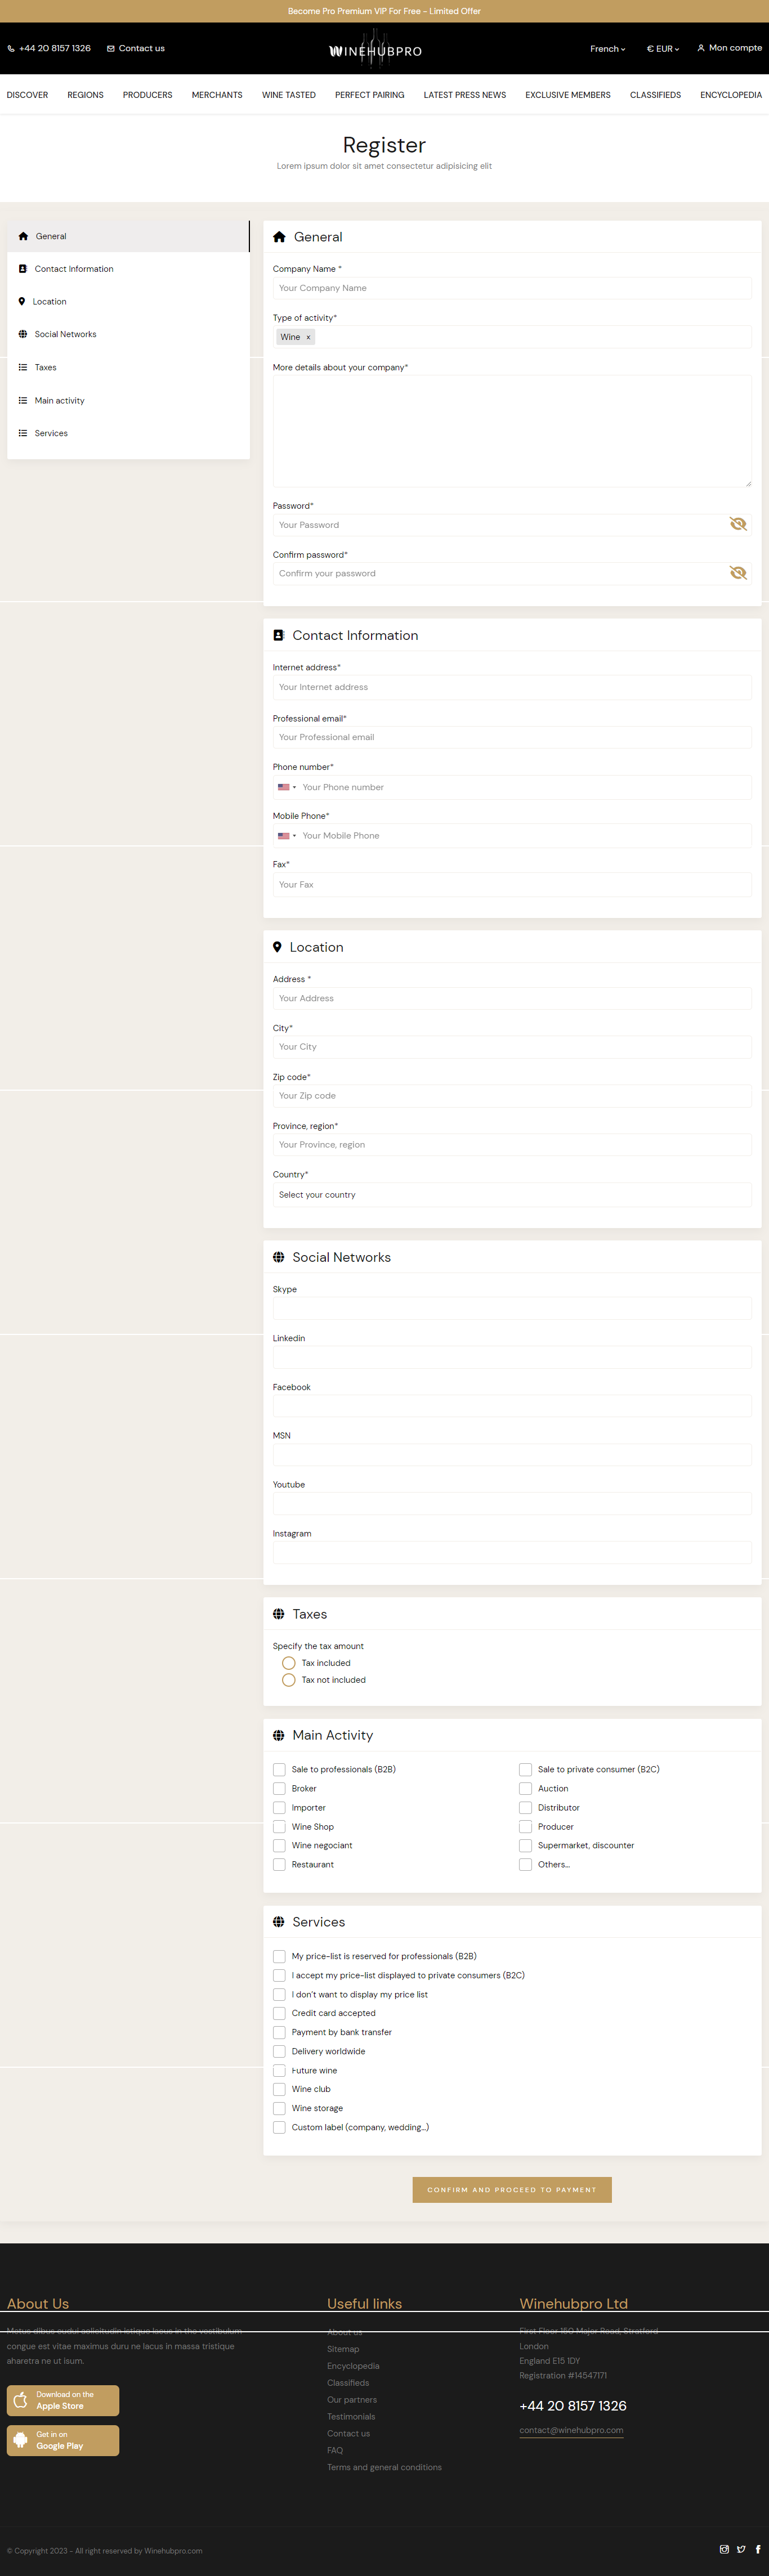 Become Pro Premium VIP For Free - Limited Offer
+44 20 8157 1326 Contact us WINEHUBPRO French € EUR Mon compte
DISCOVER REGIONS PRODUCERS MERCHANTS WINE TASTED PERFECT PAIRING LATEST PRESS NEWS EXCLUSIVE MEMBERS CLASSIFIEDS ENCYCLOPEDIA
Register
Lorem ipsum dolor sit amet consectetur adipisicing elit
General
Contact Information
Location
Social Networks
Taxes
Main activity
Services
General
Company Name *
Your Company Name
Type of activity*
Wine x
More details about your company*
Password*
Your Password
Confirm password*
Confirm your password
Contact Information
Internet address*
Your Internet address
Professional email*
Your Professional email
Phone number*
Your Phone number
Mobile Phone*
Your Mobile Phone
Fax*
Your Fax
Location
Address *
Your Address
City*
Your City
Zip code*
Your Zip code
Province, region*
Your Province, region
Country*
Select your country
Social Networks
Skype
Linkedin
Facebook
MSN
Youtube
Instagram
Taxes
Specify the tax amount
Tax included
Tax not included
Main Activity
Sale to professionals (B2B) Sale to private consumer (B2C)
Broker Auction
Importer Distributor
Wine Shop Producer
Wine negociant Supermarket, discounter
Restaurant Others...
Services
My price-list is reserved for professionals (B2B)
I accept my price-list displayed to private consumers (B2C)
I don't want to display my price list
Credit card accepted
Payment by bank transfer
Delivery worldwide
Future wine
Wine club
Wine storage
Custom label (company, wedding...)
CONFIRM AND PROCEED TO PAYMENT
About Us
Metus dibus eudui solicitudin istique lacus in the vestibulum
congue est vitae maximus duru ne lacus in massa tristique
aharetra ne ut isum.
Download on the
Apple Store
Get in on
Google Play
Useful links
About us
Sitemap
Encyclopedia
Classifieds
Our partners
Testimonials
Contact us
FAQ
Terms and general conditions
Winehubpro Ltd
First Floor 160 Major Road, Stratford
London
England E15 1DY
Registration #14547171
+44 20 8157 1326
contact@winehubpro.com
© Copyright 2023 - All right reserved by Winehubpro.com